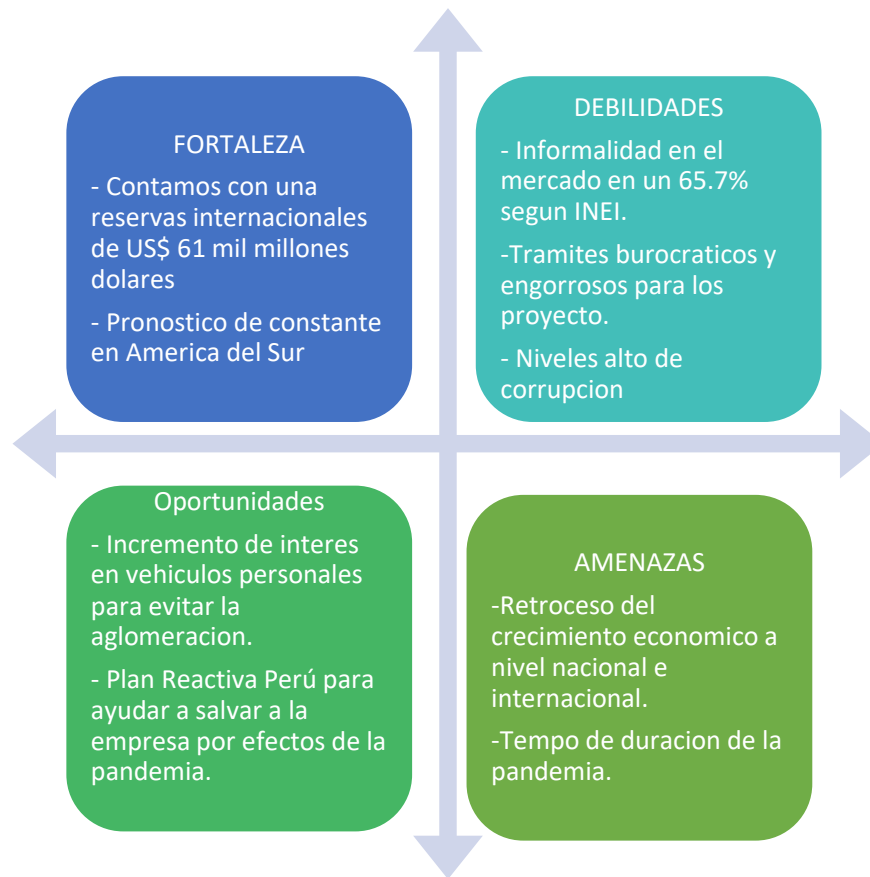 FORTALEZA
- Contamos con una
reservas internacionales
de US$ 61 mil millones
dolares
- Pronostico de constante
en America del Sur
DEBILIDADES
- Informalidad en el
mercado en un 65.7%
segun INEI.
-Tramites burocraticos y
engorrosos para los
proyecto.
- Niveles alto de
corrupcion
Oportunidades
- Incremento de interes
en vehiculos personales
para evitar la
aglomeracion.
- Plan Reactiva Perú para
ayudar a salvar a la
empresa por efectos de la
pandemia.
AMENAZAS
-Retroceso del
crecimiento economico a
nivel nacional e
internacional.
-Tempo de duracion de la
pandemia.